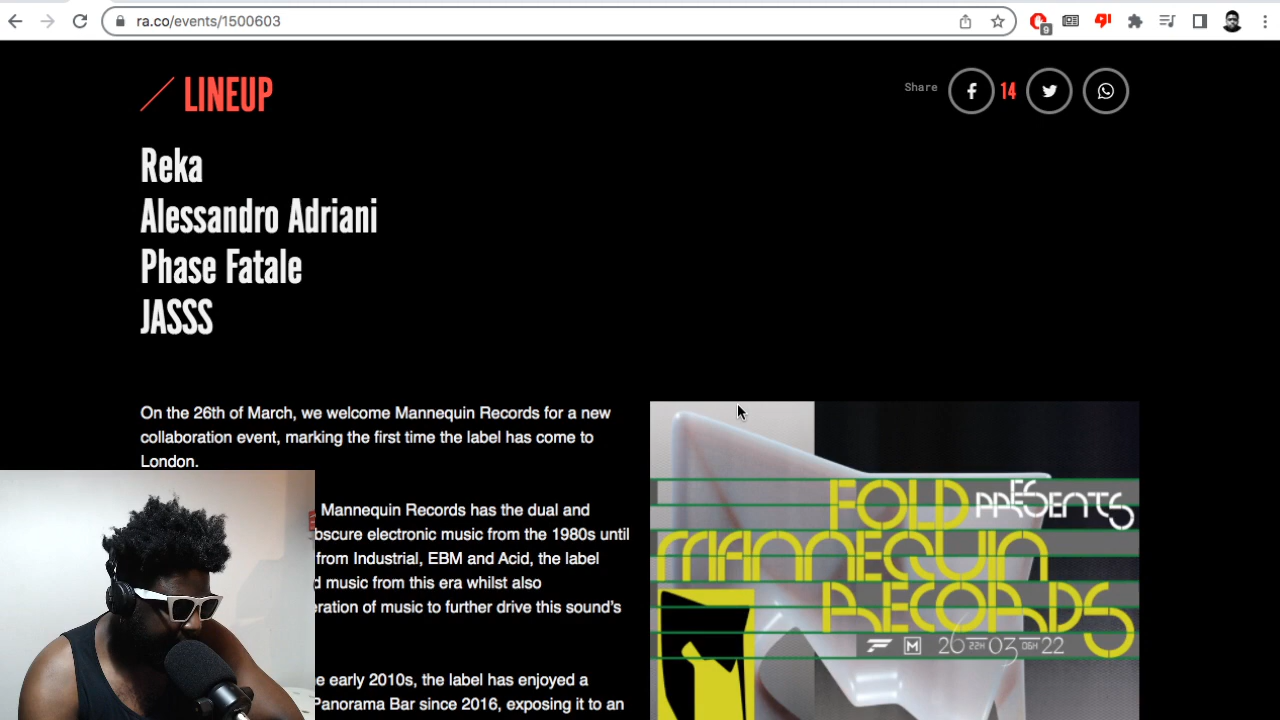 ra.co/events/1500603
9
LINEUP
Share
14
Reka
Alessandro Adriani
Phase Fatale
JASSS
On the 26th of March, we welcome Mannequin Records for a new
collaboration event, marking the first time the label has come to
London.
Mannequin Records has the dual and
bscure electronic music from the 1980s until
from Industrial, EBM and Acid, the label
d music from this era whilst also
eration of music to further drive this sound's
e early 2010s, the label has enjoyed a
Panorama Bar since 2016, exposing it to an
FOLD PRESENTS
MANNEQUIN
RECORDS
M 26 22H 03 06H 22